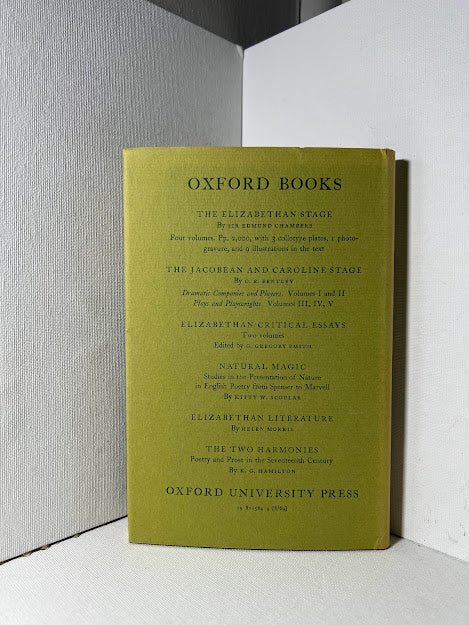 OXFORD BOOKS
THE ELIZABETHAN STAGE
By SIR EDMUND CHAMBERS
Four volumes. Pp. 2,000, with 3 collotype plates, 1 photo-
gravure, and 9 illustrations in the text
THE JACOBEAN AND CAROLINE STAGE
By G. E. BENTLEY
Dramatic Companies and Players. Volumes I and II
Plays and Playwrights. Volumes III, IV, V
ELIZABETHAN CRITICAL ESSAYS
Two volumes
Edited by G. GREGORY SMITH
NATURAL MAGIC
Studies in the Presentation of Nature
in English Poetry from Spenser to Marvell
By KITTY W. SCOULAR
ELIZABETHAN LITERATURE
By HELEN MORRIS
THE TWO HARMONIES
Poetry and Prose in the Seventeenth Century
By K. G. HAMILTON
OXFORD UNIVERSITY PRESS